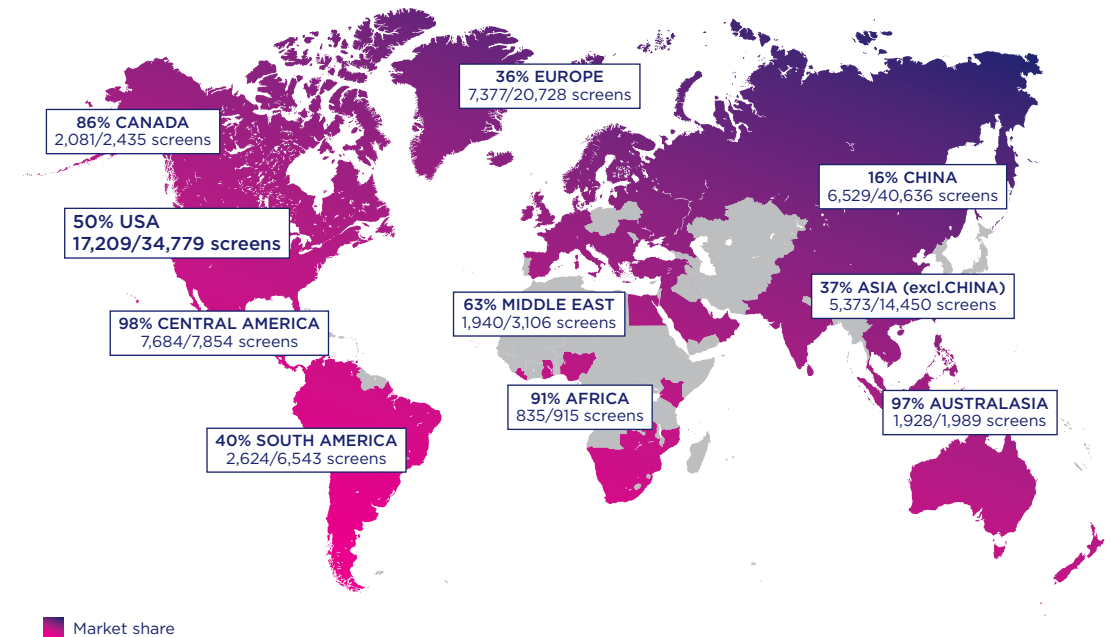 36% EUROPE
7,377/20,728 screens
86% CANADA
2,081/2,435 screens
16% CHINA
6,529/40,636 screens
50% USA
17,209/34,779 screens
37% ASIA (excl.CHINA)
5,373/14,450 screens
63% MIDDLE EAST
1,940/3,106 screens
98% CENTRAL AMERICA
7,684/7,854 screens
91% AFRICA
835/915 screens
97% AUSTRALASIA
1,928/1,989 screens
40% SOUTH AMERICA
2,624/6,543 screens
Market share